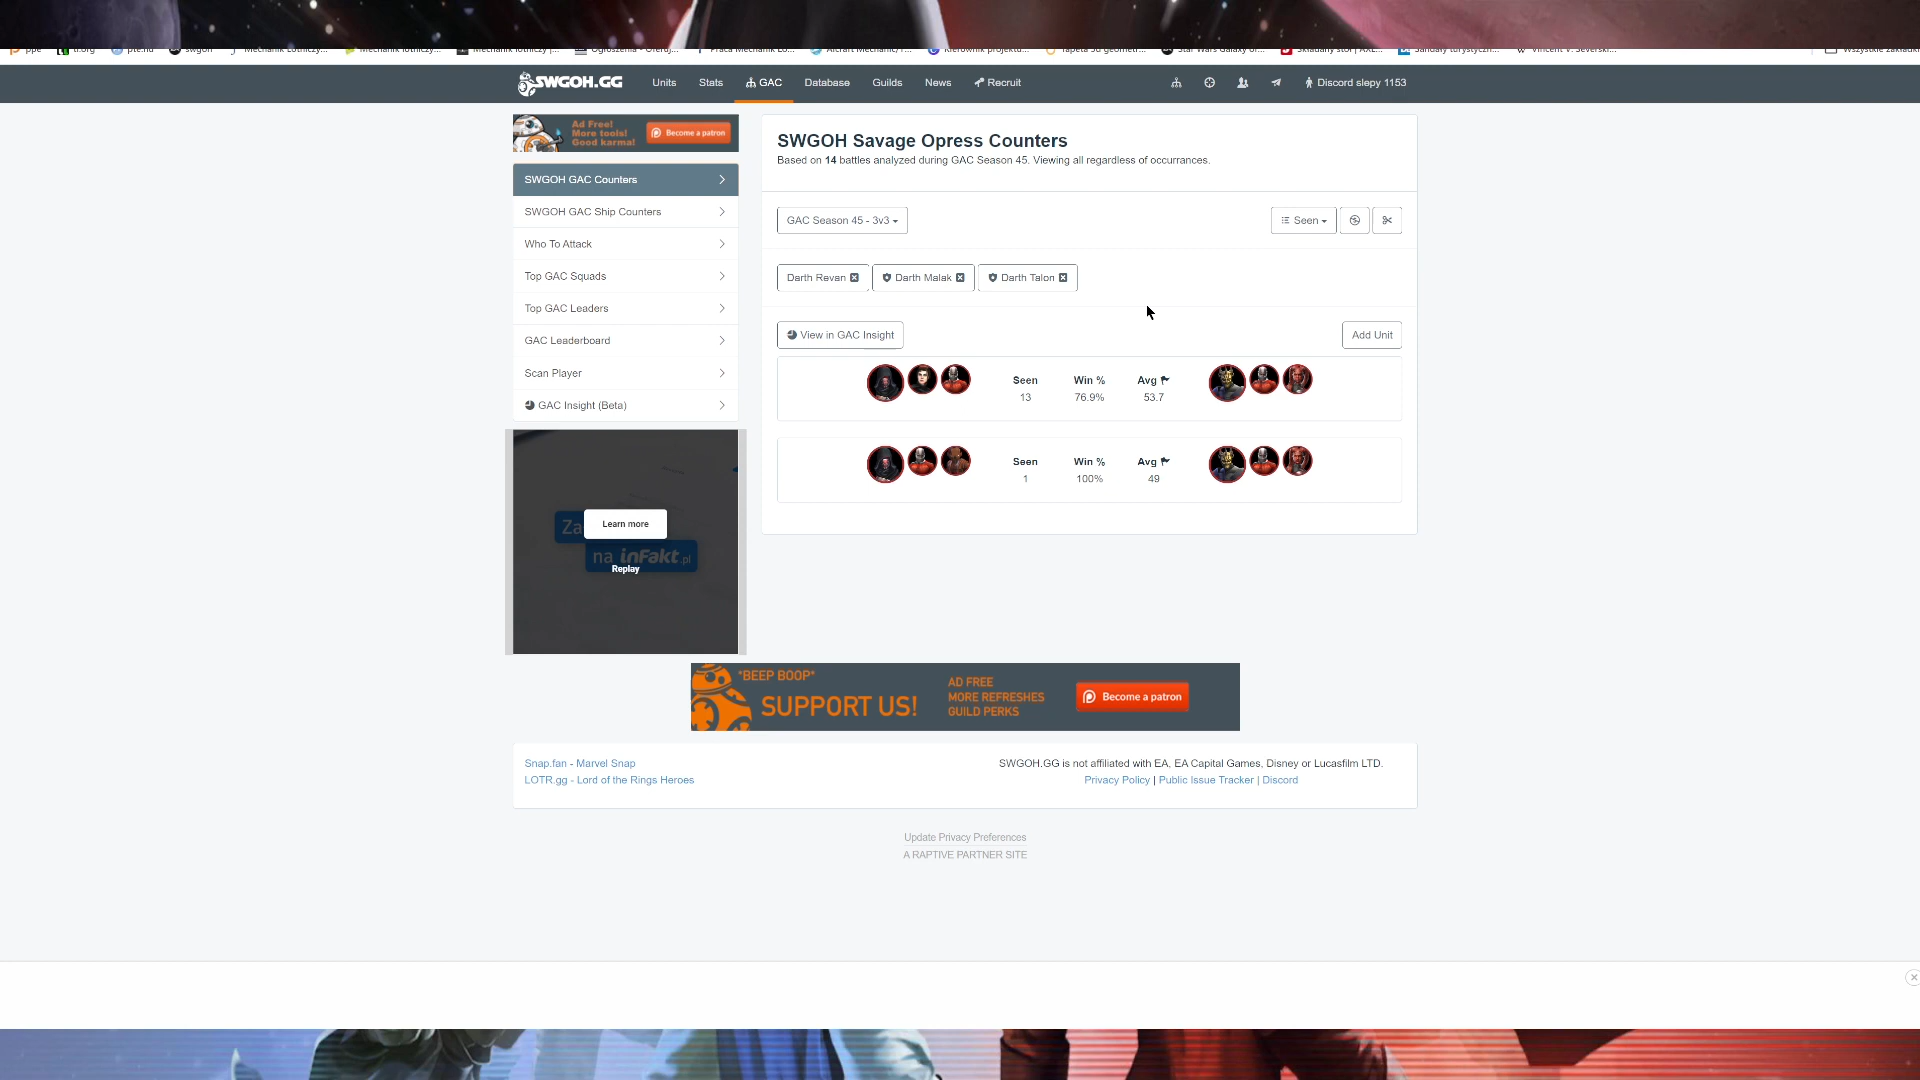 ppe
swgoh
SWGOH.GG
Units
Stats
GAC
Database
Guilds
News
Recruit
Discord slepy 1153
Ad Free!
More tools!
Good karma!
Become a patron
SWGOH GAC Counters
SWGOH GAC Ship Counters
Who To Attack
Top GAC Squads
Top GAC Leaders
GAC Leaderboard
Scan Player
GAC Insight (Beta)
Za
na inFakt.pl
Learn more
Replay
SWGOH Savage Opress Counters
Based on 14 battles analyzed during GAC Season 45. Viewing all regardless of occurrances.
GAC Season 45 - 3v3
Seen
Darth Revan
Darth Malak
Darth Talon
View in GAC Insight
Add Unit
Seen Win % Avg
13 76.9% 53.7
Seen Win % Avg
1 100% 49
*BEEP BOOP*
SUPPORT US!
AD FREE
MORE REFRESHES
GUILD PERKS
Become a patron
Snap.fan - Marvel Snap
LOTR.gg - Lord of the Rings Heroes
SWGOH.GG is not affiliated with EA, EA Capital Games, Disney or Lucasfilm LTD.
Privacy Policy | Public Issue Tracker | Discord
Update Privacy Preferences
A RAPTIVE PARTNER SITE